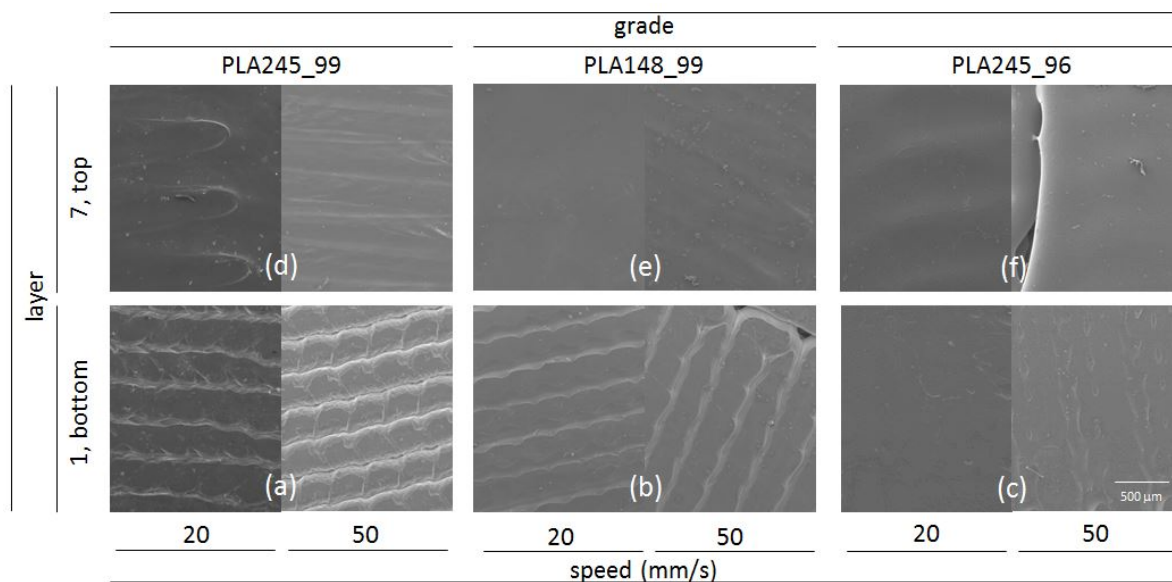 grade
PLA245_99 PLA148_99 PLA245_96
layer
7, top
(d) (e) (f)
1, bottom
(a) (b) (c)
500 µm
20 50 20 50 20 50
speed (mm/s)